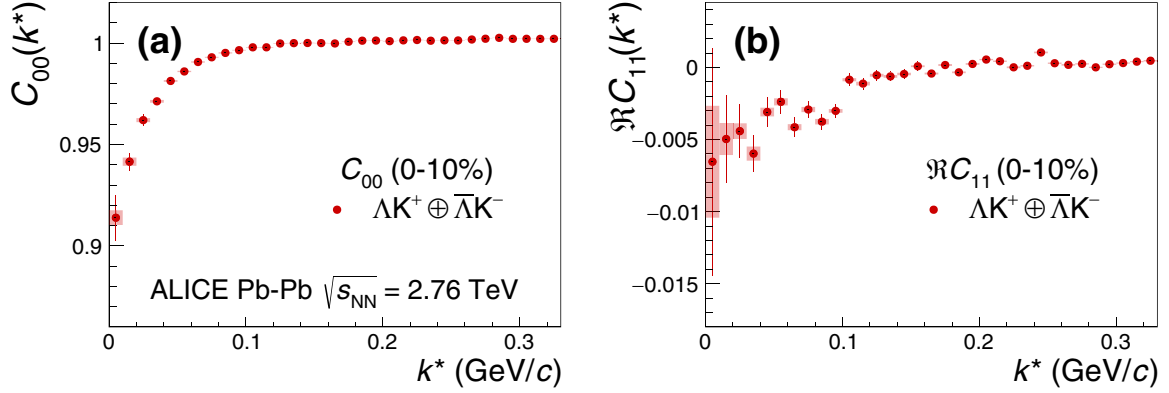 C₀₀(k*)
(a)
1
0.95
0.9
C₀₀ (0-10%)
ΛK⁺ ⊕ Λ̅K⁻
ALICE Pb-Pb √sNN = 2.76 TeV
0 0.1 0.2 0.3
k* (GeV/c)
ℜC₁₁(k*)
(b)
0
−0.005
−0.01
−0.015
ℜC₁₁ (0-10%)
ΛK⁺ ⊕ Λ̅K⁻
0 0.1 0.2 0.3
k* (GeV/c)